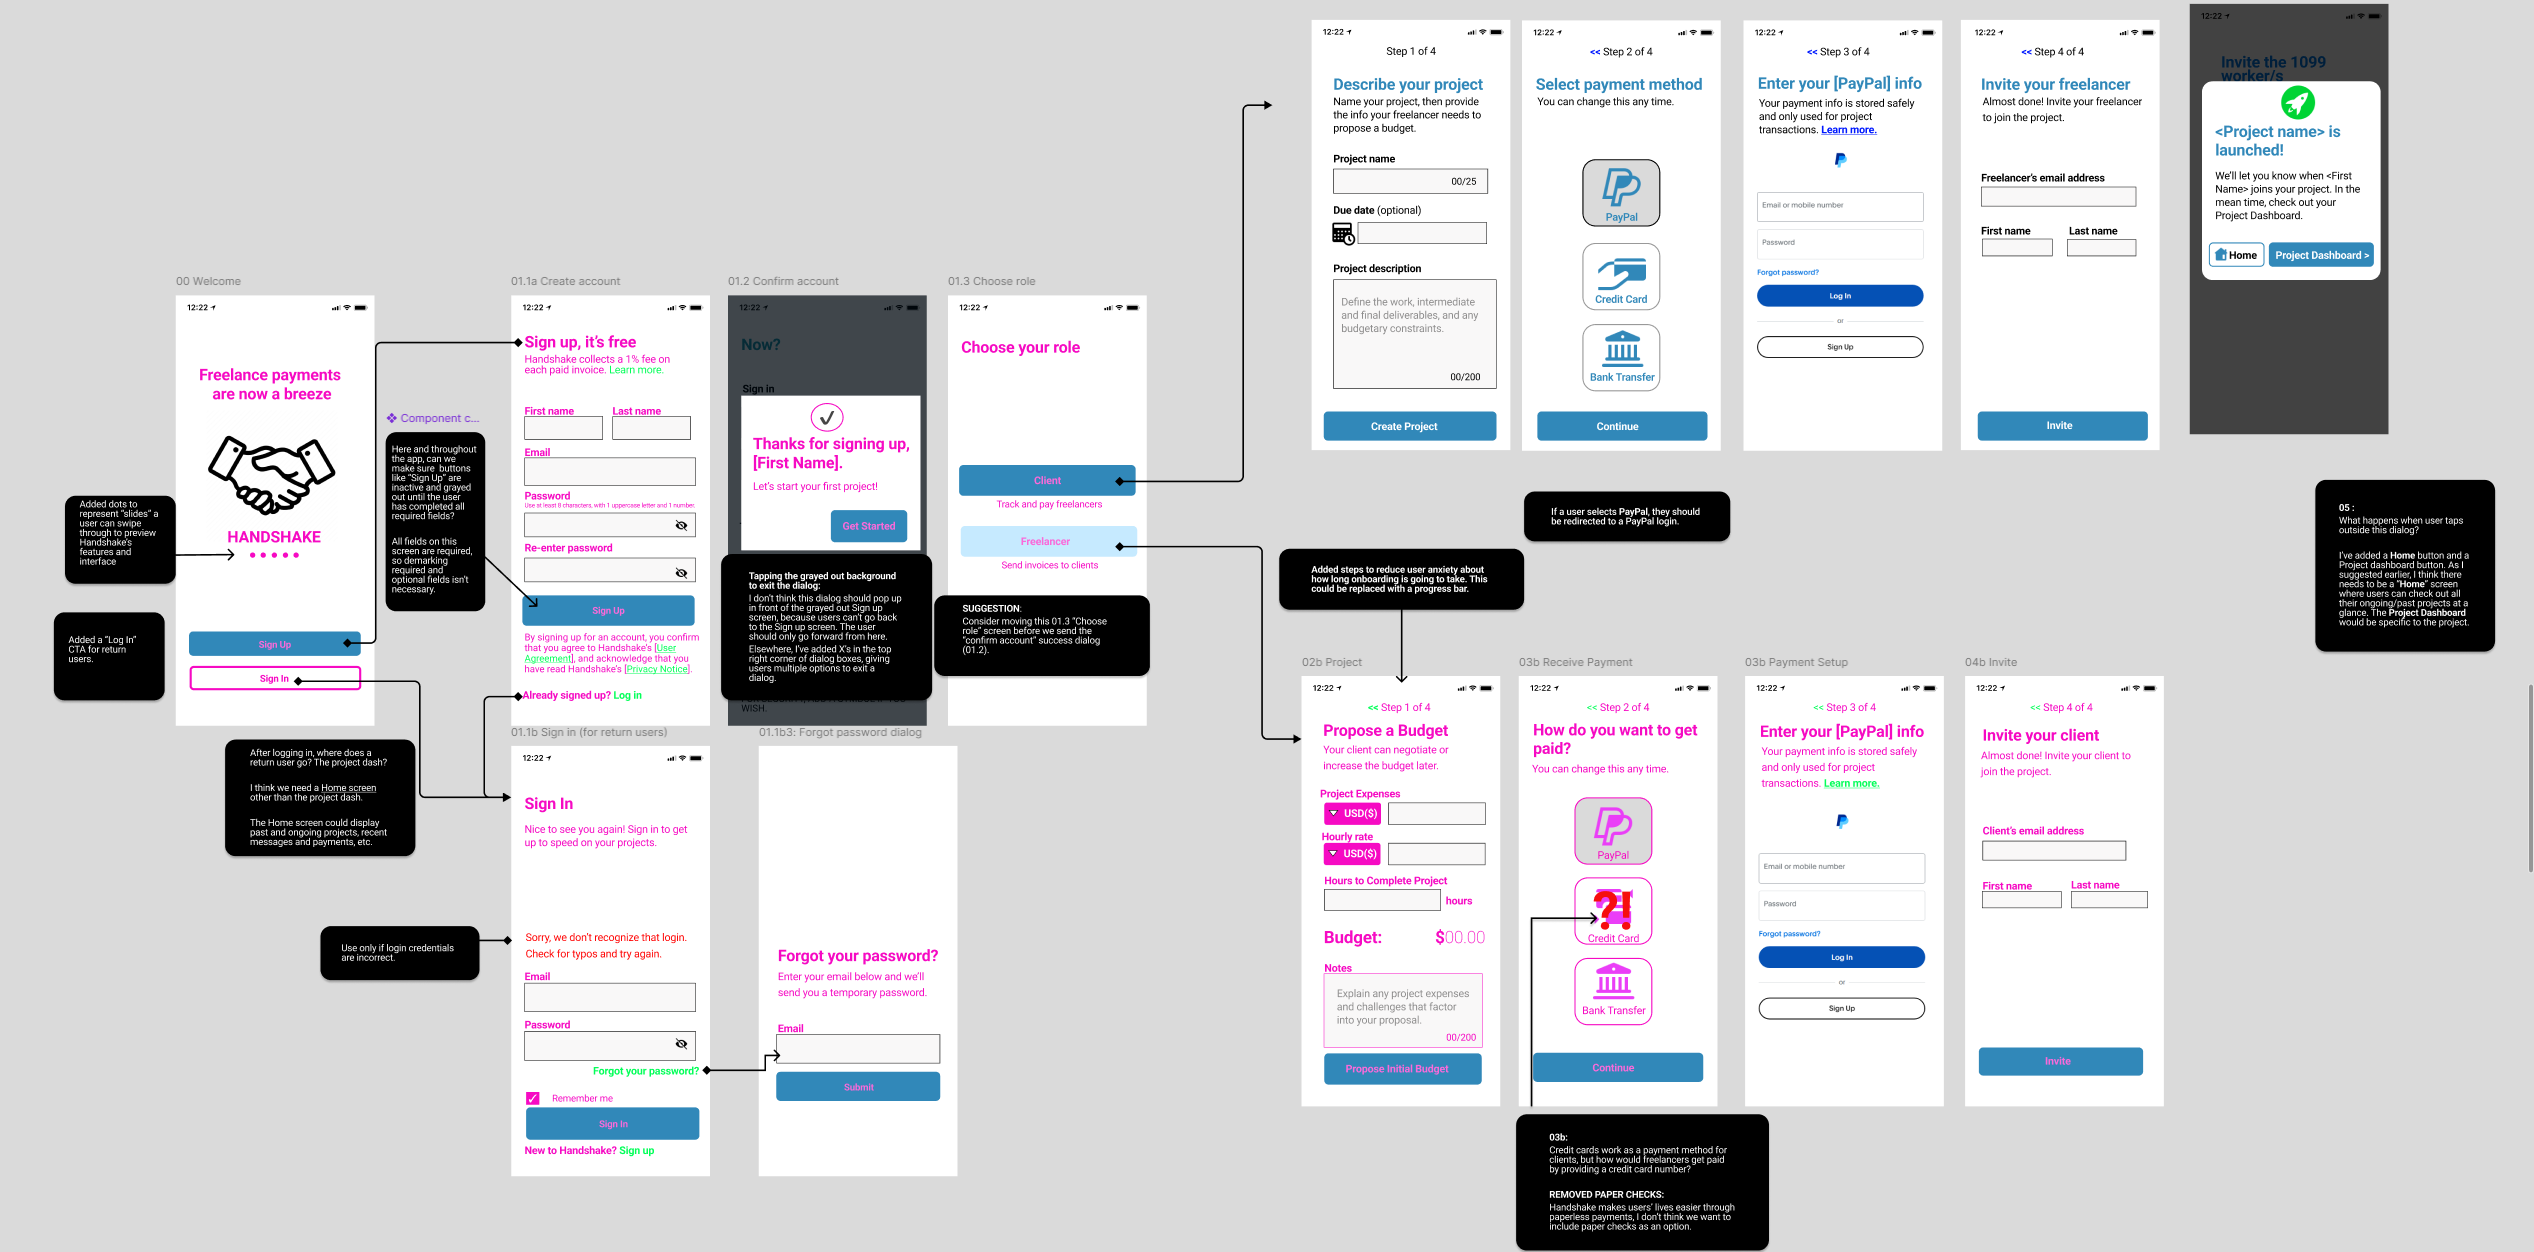 12:22
Step 1 of 4
Describe your project
Name your project, then provide
the info your freelancer needs to
propose a budget.
Project name
00/25
Due date (optional)
Project description
Define the work, intermediate
and final deliverables, and any
budgetary constraints.
00/200
Create Project
12:22
<< Step 2 of 4
Select payment method
You can change this any time.
PayPal
Credit Card
Bank Transfer
Continue
12:22
<< Step 3 of 4
Enter your [PayPal] info
Your payment info is stored safely
and only used for project
transactions. Learn more.
Email or mobile number
Password
Forgot password?
Log In
or
Sign Up
12:22
<< Step 4 of 4
Invite your freelancer
Almost done! Invite your freelancer
to join the project.
Freelancer's email address
First name
Last name
Invite
12:22
Invite the 1099
worker/s
<Project name> is
launched!
We'll let you know when <First
Name> joins your project. In the
mean time, check out your
Project Dashboard.
Home
Project Dashboard >
00 Welcome
12:22
Freelance payments
are now a breeze
HANDSHAKE
Sign Up
Sign In
Added dots to
represent "slides" a
user can swipe
through to preview
Handshake's
features and
interface
Added a "Log In"
CTA for return
users.
Component c...
Here and throughout
the app, can we
make sure buttons
like "Sign Up" are
inactive and grayed
out until the user
has completed all
required fields?
All fields on this
screen are required,
so demarking
required and
optional fields isn't
necessary.
01.1a Create account
12:22
Sign up, it's free
Handshake collects a 1% fee on
each paid invoice. Learn more.
First name
Last name
Email
Password
Use at least 8 characters, with 1 uppercase letter and 1 number.
Re-enter password
Sign Up
By signing up for an account, you confirm
that you agree to Handshake's [User
Agreement], and acknowledge that you
have read Handshake's [Privacy Notice].
Already signed up? Log in
01.2 Confirm account
12:22
Now?
Sign in
Thanks for signing up,
[First Name].
Let's start your first project!
Get Started
Tapping the grayed out background
to exit the dialog:
I don't think this dialog should pop up
in front of the grayed out Sign up
screen, because users can't go back
to the Sign up screen. The user
should only go forward from here.
Elsewhere, I've added X's in the top
right corner of dialog boxes, giving
users multiple options to exit a
dialog.
WISH.
01.3 Choose role
12:22
Choose your role
Client
Track and pay freelancers
Freelancer
Send invoices to clients
SUGGESTION:
Consider moving this 01.3 "Choose
role" screen before we send the
"confirm account" success dialog
(01.2).
If a user selects PayPal, they should
be redirected to a PayPal login.
Added steps to reduce user anxiety about
how long onboarding is going to take. This
could be replaced with a progress bar.
05 :
What happens when user taps
outside this dialog?
I've added a Home button and a
Project dashboard button. As I
suggested earlier, I think there
needs to be a "Home" screen
where users can check out all
their ongoing/past projects at a
glance. The Project Dashboard
would be specific to the project.
After logging in, where does a
return user go? The project dash?
I think we need a Home screen
other than the project dash.
The Home screen could display
past and ongoing projects, recent
messages and payments, etc.
Use only if login credentials
are incorrect.
01.1b Sign in (for return users)
12:22
Sign In
Nice to see you again! Sign in to get
up to speed on your projects.
Sorry, we don't recognize that login.
Check for typos and try again.
Email
Password
Forgot your password?
Remember me
Sign In
New to Handshake? Sign up
01.1b3: Forgot password dialog
Forgot your password?
Enter your email below and we'll
send you a temporary password.
Email
Submit
02b Project
12:22
<< Step 1 of 4
Propose a Budget
Your client can negotiate or
increase the budget later.
Project Expenses
USD($)
Hourly rate
USD($)
Hours to Complete Project
hours
Budget:
$00.00
Notes
Explain any project expenses
and challenges that factor
into your proposal.
00/200
Propose Initial Budget
03b Receive Payment
12:22
<< Step 2 of 4
How do you want to get
paid?
You can change this any time.
PayPal
?!
Credit Card
Bank Transfer
Continue
03b:
Credit cards work as a payment method for
clients, but how would freelancers get paid
by providing a credit card number?
REMOVED PAPER CHECKS:
Handshake makes users' lives easier through
paperless payments, I don't think we want to
include paper checks as an option.
03b Payment Setup
12:22
<< Step 3 of 4
Enter your [PayPal] info
Your payment info is stored safely
and only used for project
transactions. Learn more.
Email or mobile number
Password
Forgot password?
Log In
or
Sign Up
04b Invite
12:22
<< Step 4 of 4
Invite your client
Almost done! Invite your client to
join the project.
Client's email address
First name
Last name
Invite